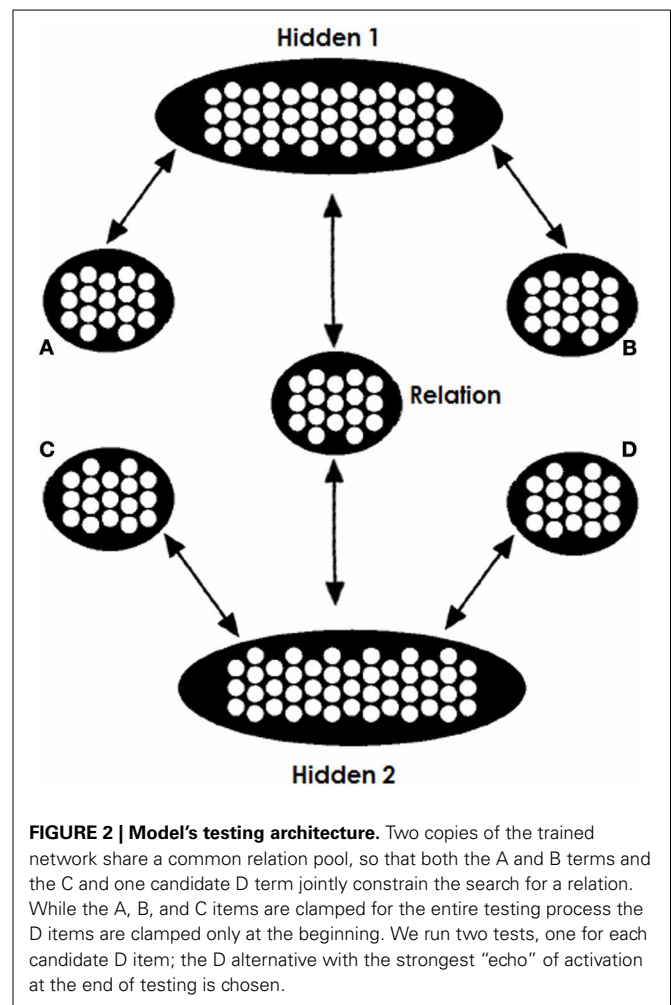 Hidden 1
A
B
Relation
C
D
Hidden 2
FIGURE 2 | Model's testing architecture. Two copies of the trained
network share a common relation pool, so that both the A and B terms and
the C and one candidate D term jointly constrain the search for a relation.
While the A, B, and C items are clamped for the entire testing process the
D items are clamped only at the beginning. We run two tests, one for each
candidate D item; the D alternative with the strongest "echo" of activation
at the end of testing is chosen.